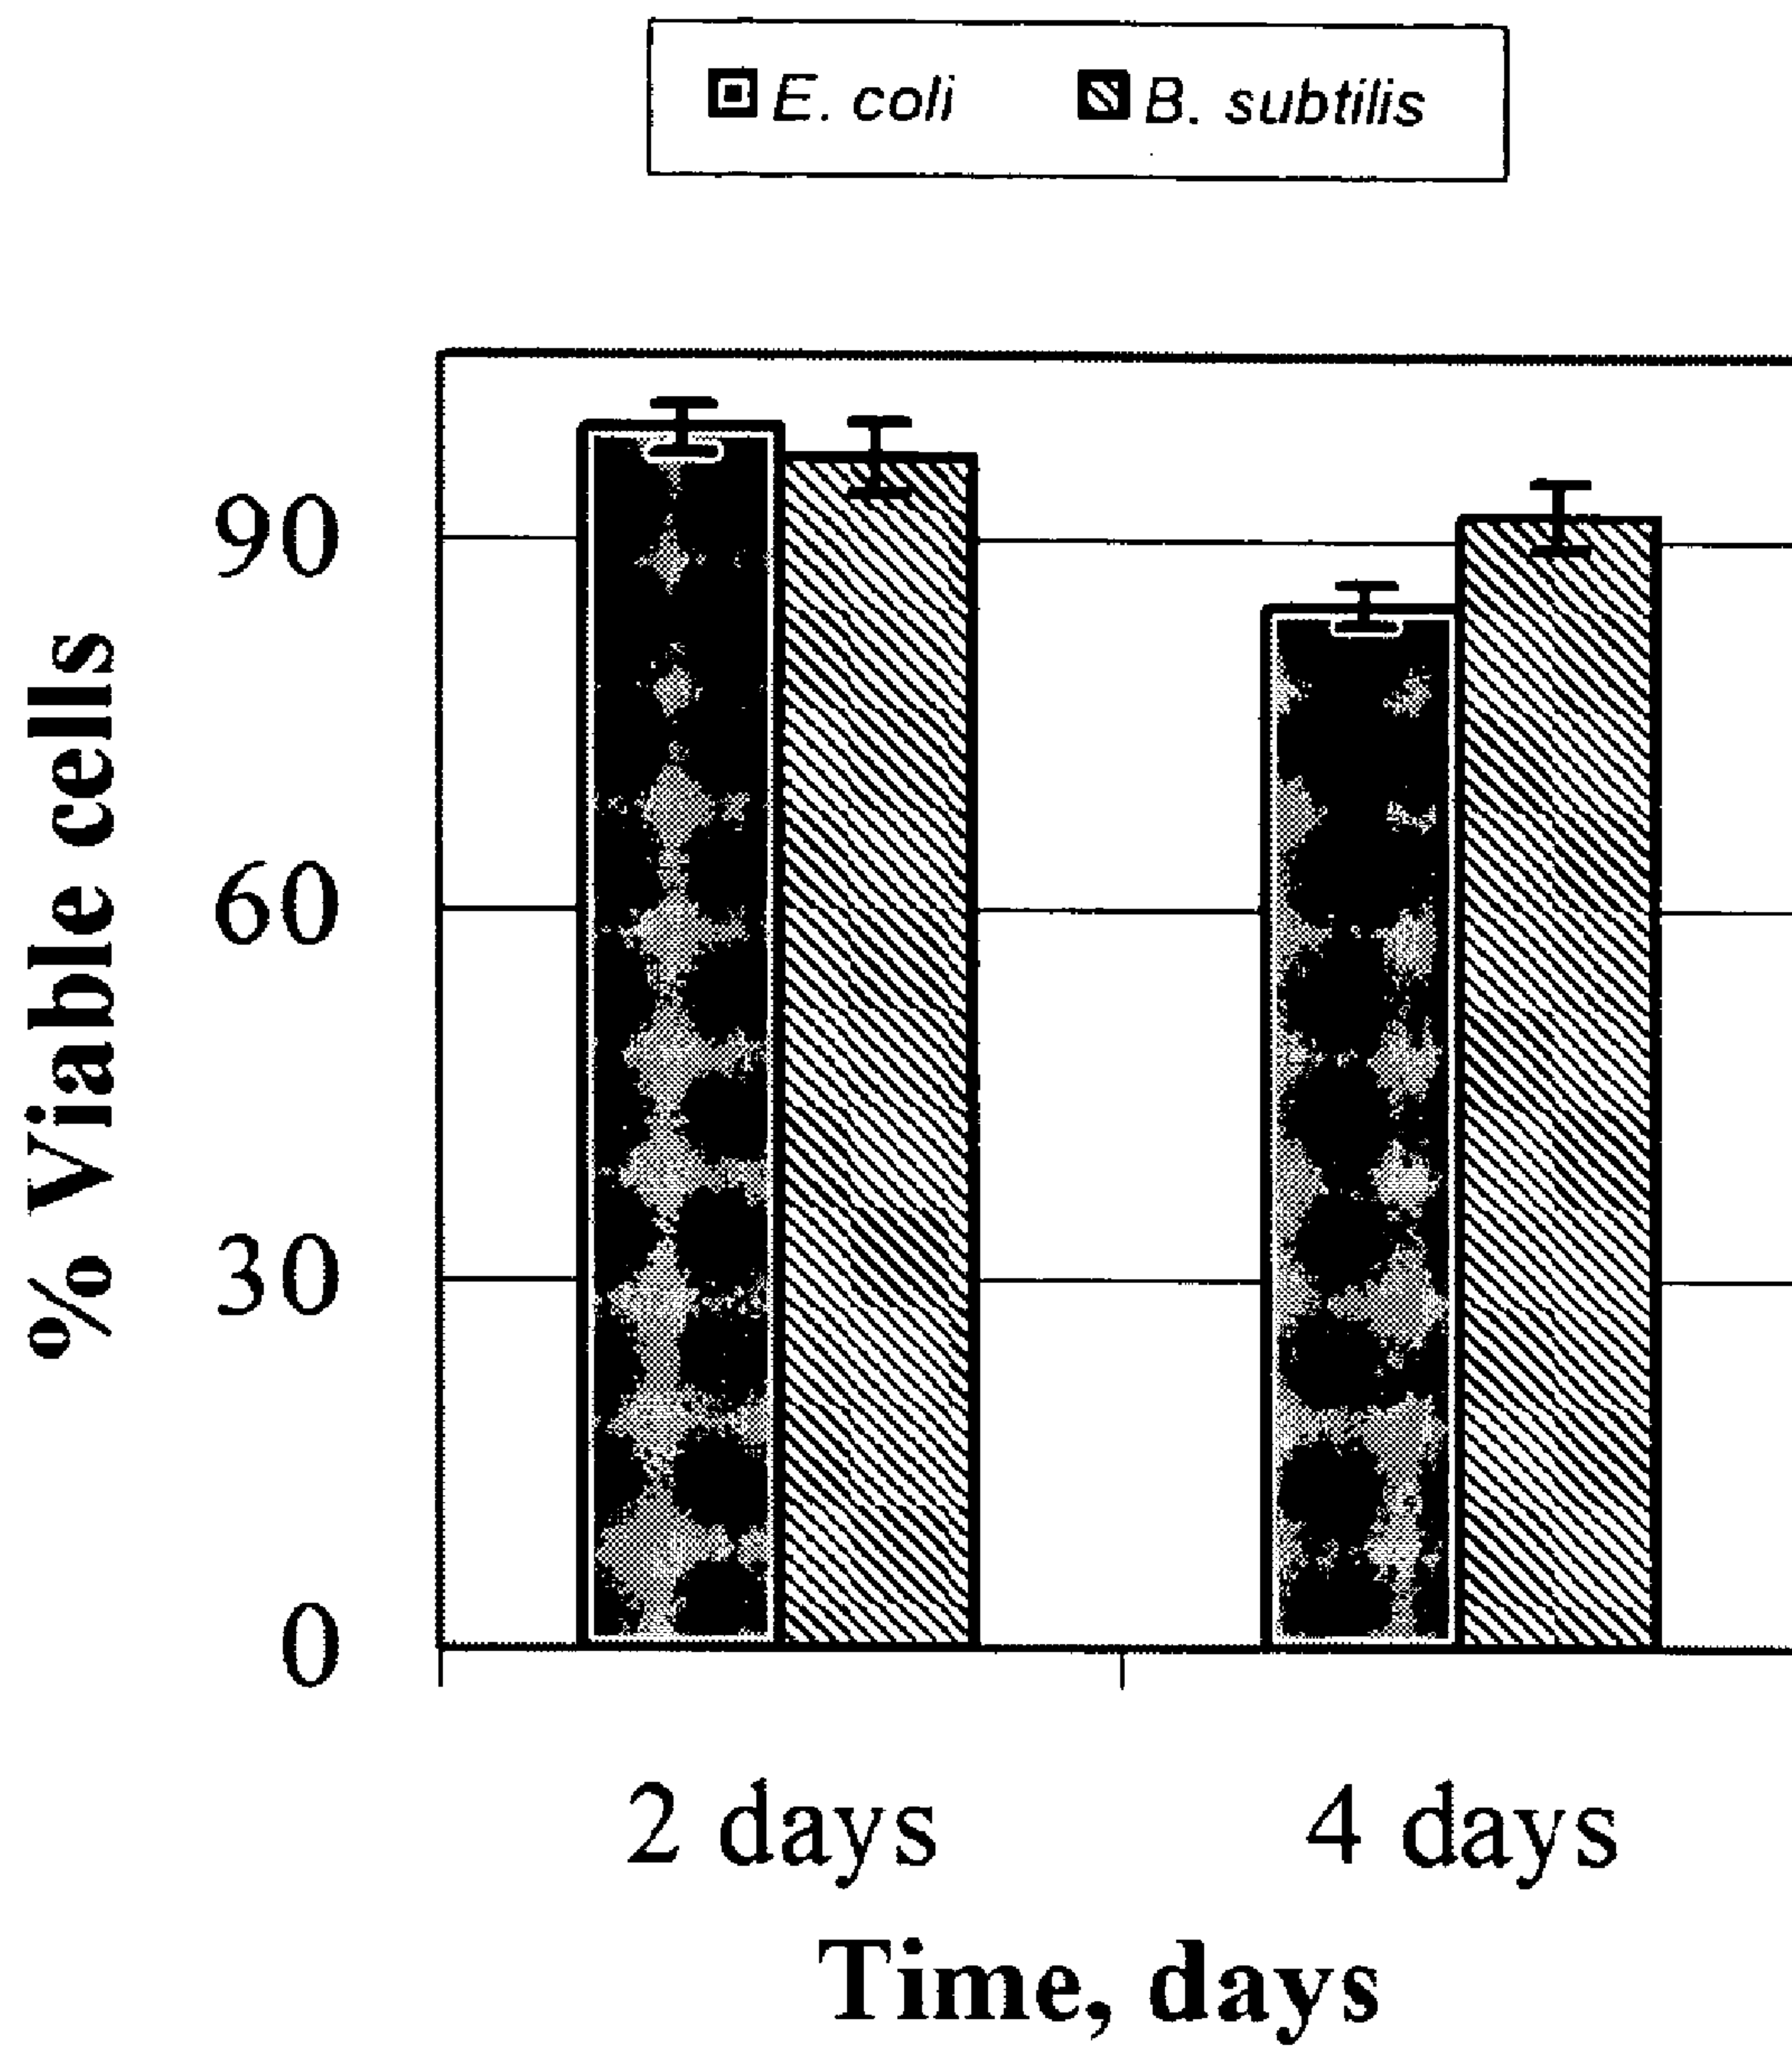 E. coli B. subtilis
90
60
30
0
% Viable cells
2 days 4 days
Time, days